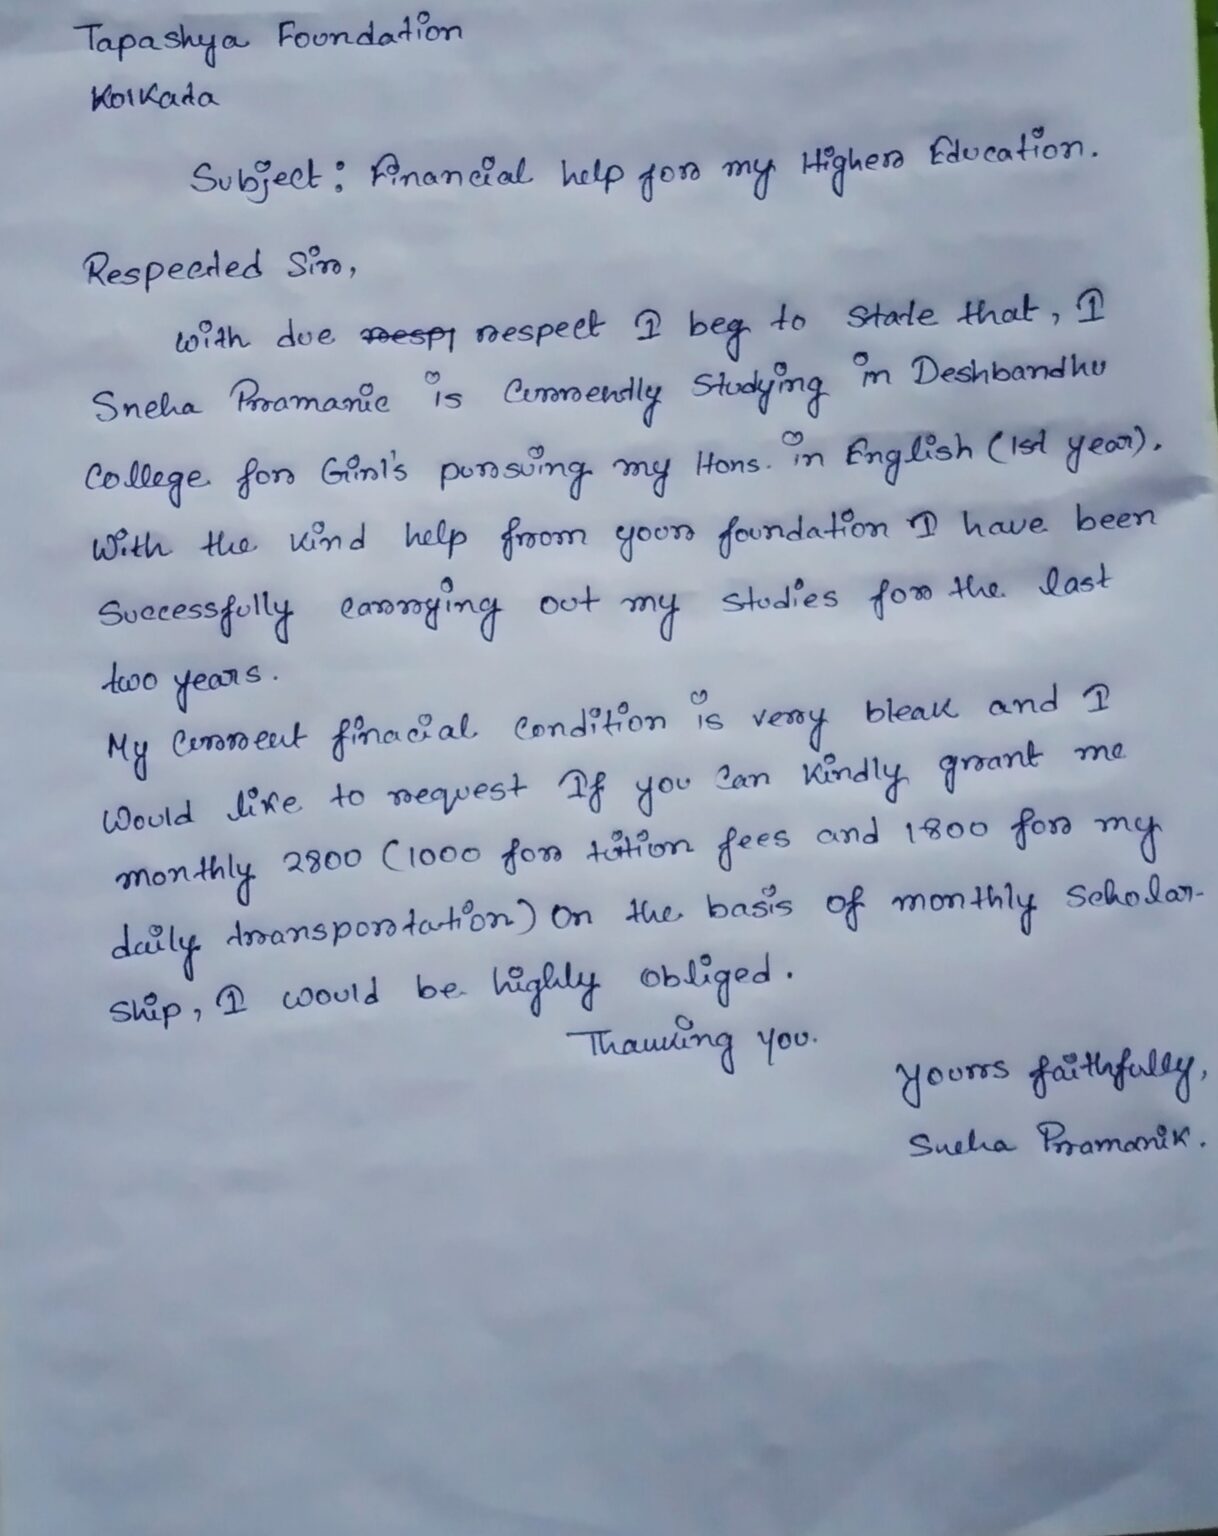 Tapashya Foundation
Kolkata
Subject: Financial help for my Higher Education.
Respected Sir,
With due respect I beg to state that, I
Sneha Pramanic is Currently Studying in Deshbandhu
College for Girl's pursuing my Hons. in English (1st year).
With the kind help from your foundation I have been
Successfully carrying out my studies for the last
two years.
My Current finacial condition is very bleak and I
Would like to request If you can kindly grant me
monthly 2800 (1000 for tution fees and 1800 for my
daily transportation) on the basis of monthly Scholar-
ship, I would be highly obliged.
Thanking you.
Yours faithfully,
Sneha Pramanik.